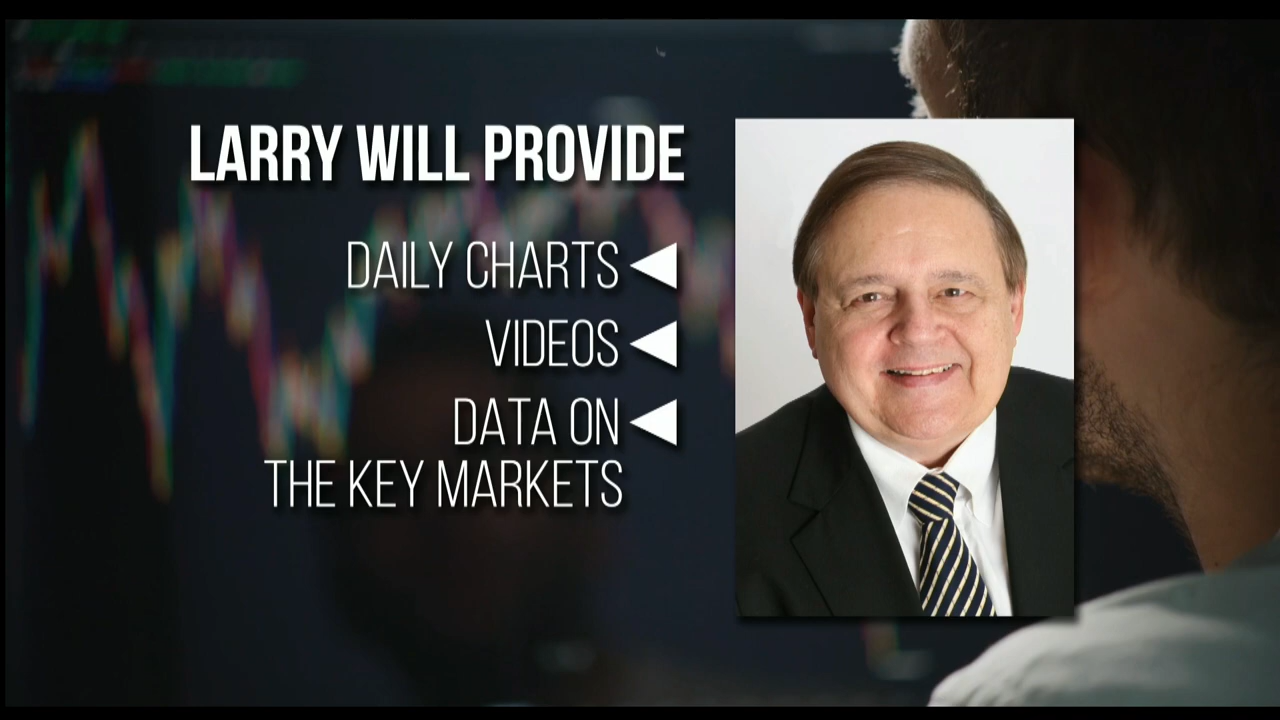 LARRY WILL PROVIDE
DAILY CHARTS
VIDEOS
DATA ON
THE KEY MARKETS